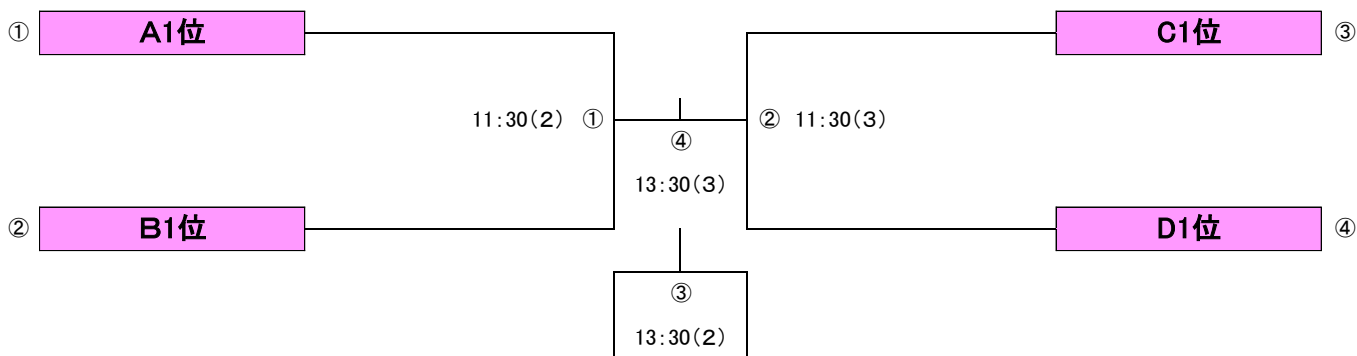 ① A1位 C1位 ③
11:30(2) ① ② 11:30(3)
④
13:30(3)
② B1位 D1位 ④
③
13:30(2)